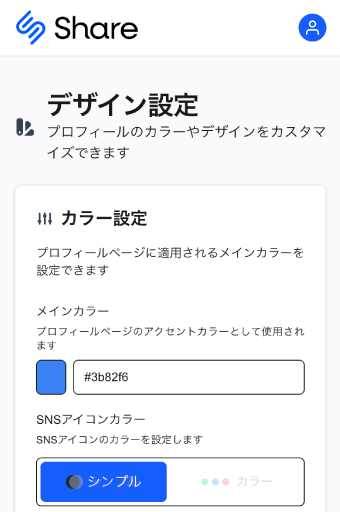 Share
デザイン設定
プロフィールのカラーやデザインをカスタマ
イズできます
カラー設定
プロフィールページに適用されるメインカラーを
設定できます
メインカラー
プロフィールページのアクセントカラーとして使用され
ます
#3b82f6
SNSアイコンカラー
SNSアイコンのカラーを設定します
シンプル
カラー